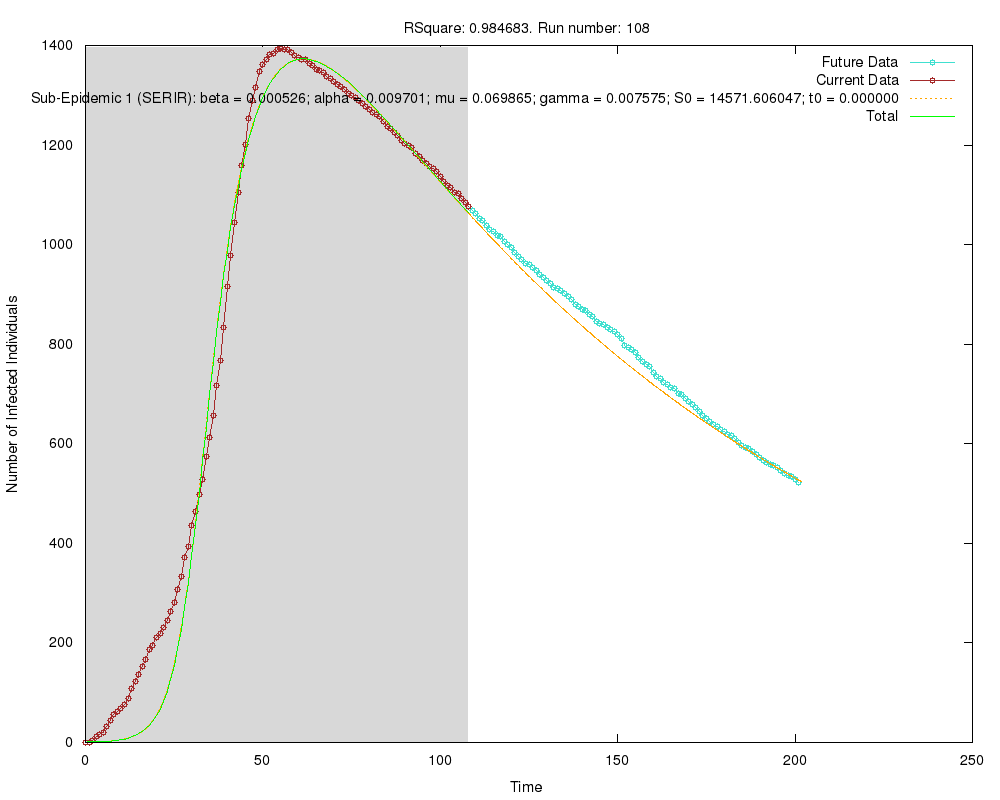 RSquare: 0.984683. Run number: 108
1400
1200
1000
800
600
400
200
0
Number of Infected Individuals
Future Data
Current Data
Sub-Epidemic 1 (SERIR): beta = 0.000526; alpha = 0.009701; mu = 0.069865; gamma = 0.007575; S0 = 14571.606047; t0 = 0.000000
Total
0 50 100 150 200 250
Time